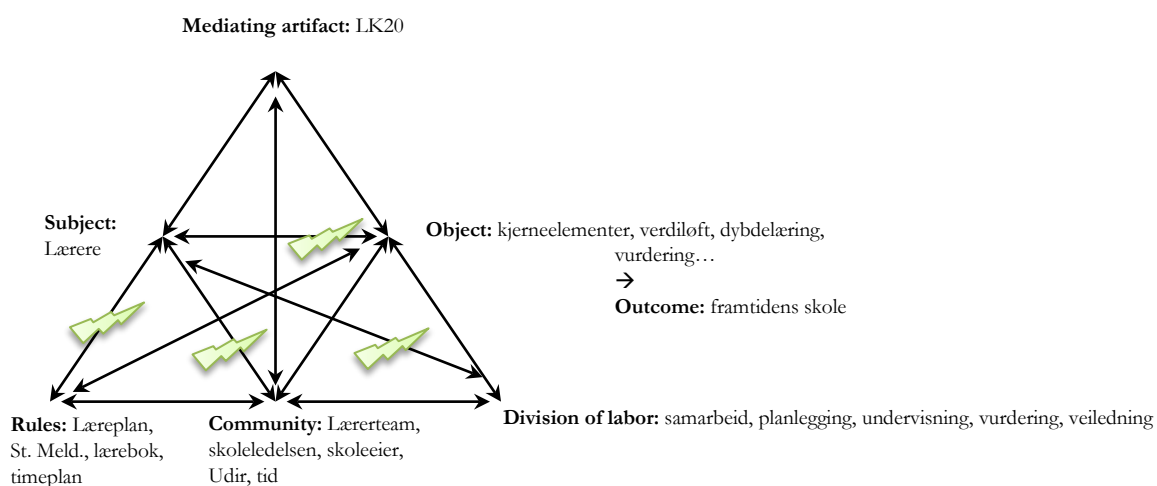 Mediating artifact: LK20
Subject:
Lærere
Object: kjerneelementer, verdiløft, dybdelæring,
vurdering…
→
Outcome: framtidens skole
Rules: Læreplan,
St. Meld., lærebok,
timeplan
Community: Lærerteam,
skoleledelsen, skoleeier,
Udir, tid
Division of labor: samarbeid, planlegging, undervisning, vurdering, veiledning